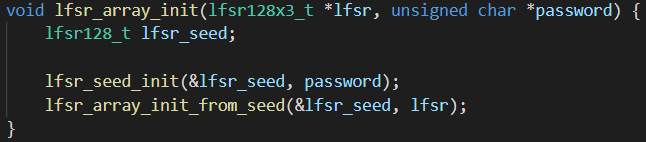 void lfsr_array_init(lfsr128x3_t *lfsr, unsigned char *password) {
    lfsr128_t lfsr_seed;

    lfsr_seed_init(&lfsr_seed, password);
    lfsr_array_init_from_seed(&lfsr_seed, lfsr);
}